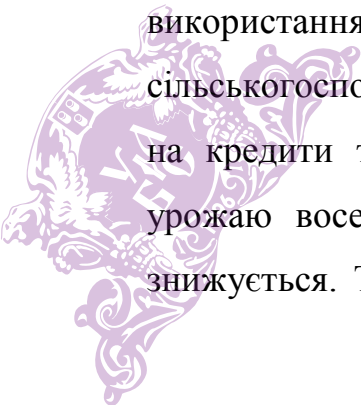 використання
сільськогоспо
на кредити т
урожаю восе
знижується. Т